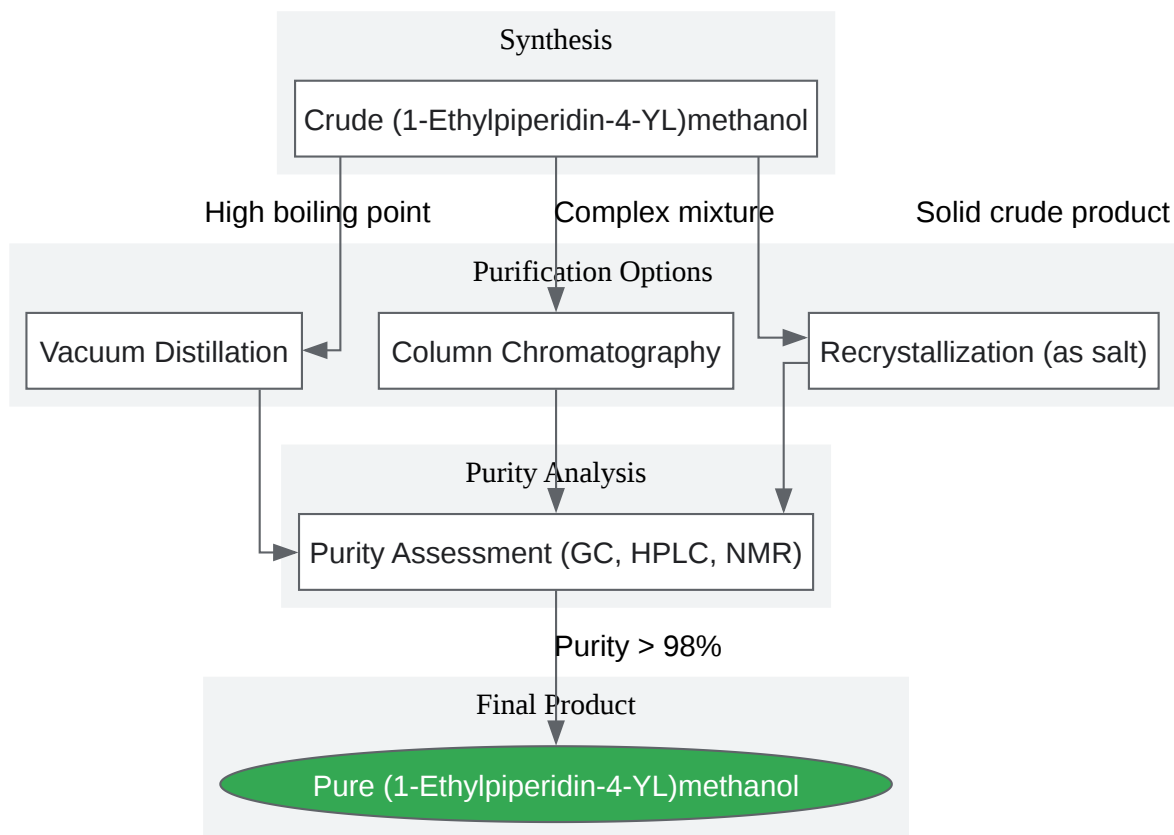 Synthesis
Crude (1-Ethylpiperidin-4-YL)methanol
High boiling point
Complex mixture
Solid crude product
Purification Options
Vacuum Distillation
Column Chromatography
Recrystallization (as salt)
Purity Analysis
Purity Assessment (GC, HPLC, NMR)
Purity > 98%
Final Product
Pure (1-Ethylpiperidin-4-YL)methanol